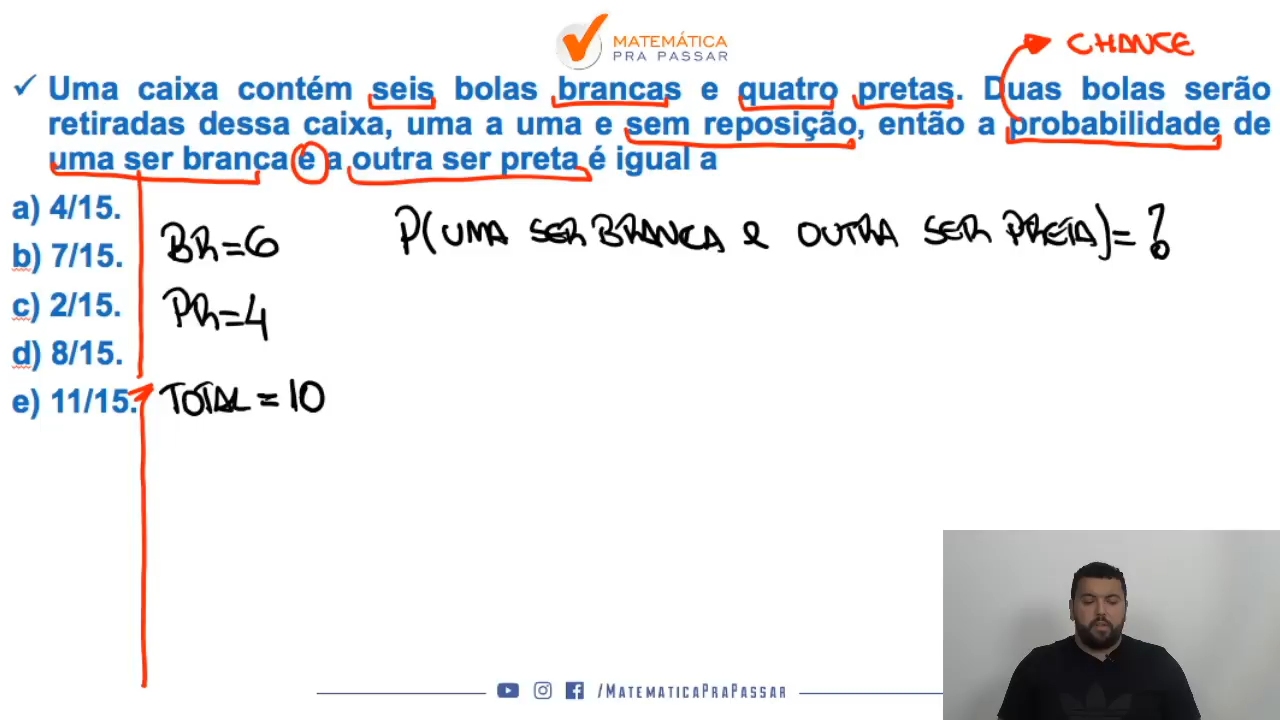 MATEMÁTICA
PRA PASSAR
CHANCE
✓ Uma caixa contém seis bolas brancas e quatro pretas. Duas bolas serão
retiradas dessa caixa, uma a uma e sem reposição, então a probabilidade de
uma ser branca e a outra ser preta é igual a
a) 4/15.
b) 7/15.
c) 2/15.
d) 8/15.
e) 11/15.
BR=6
PR=4
TOTAL=10
P(UMA SER BRANCA e OUTRA SER PRETA)=?
/MATEMATICAPRAPASSAR